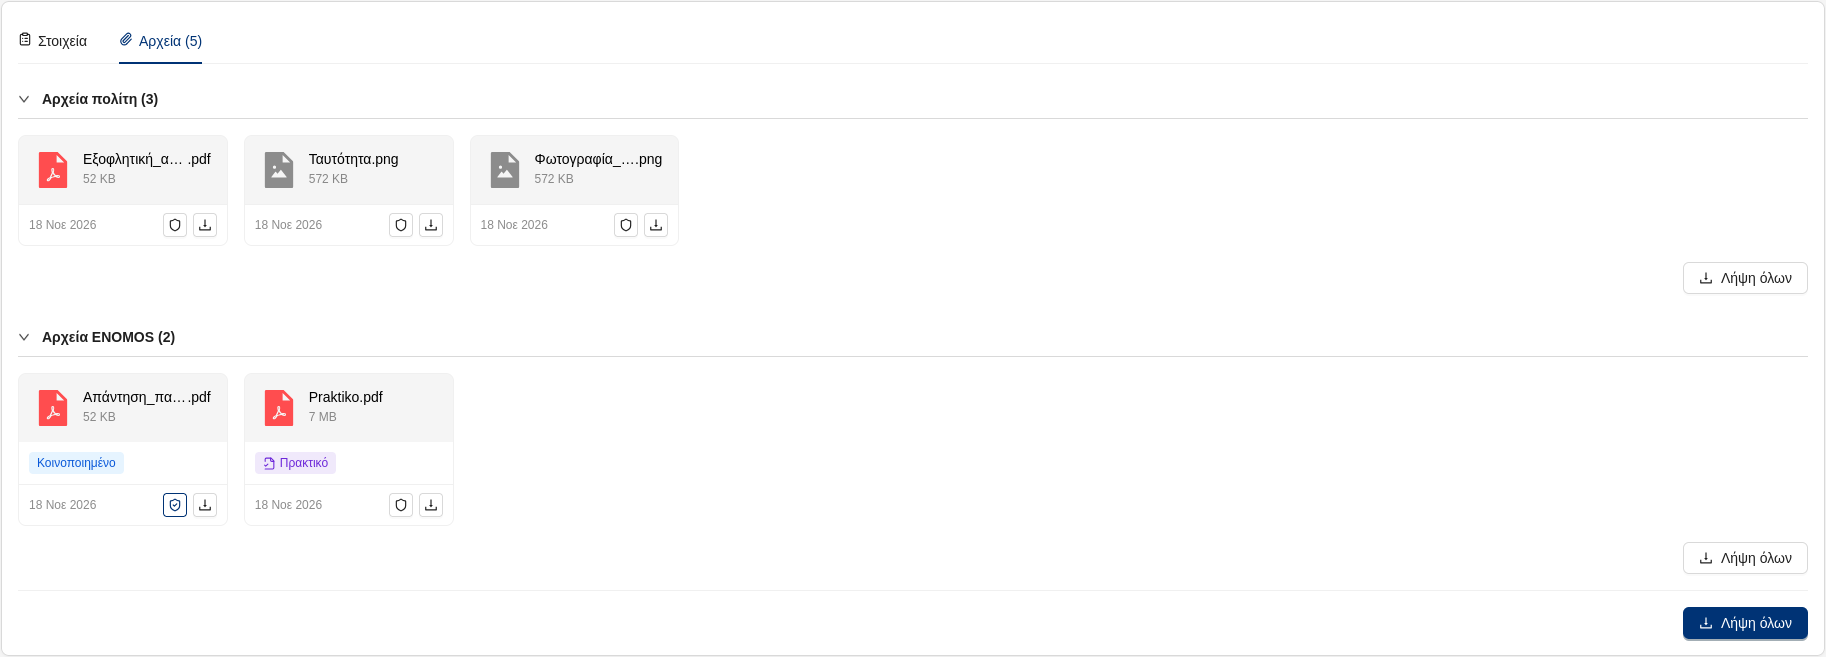 Στοιχεία
Αρχεία (5)
Αρχεία πολίτη (3)
Εξοφλητική_α... .pdf
52 KB
18 Νοε 2026
Ταυτότητα.png
572 KB
18 Νοε 2026
Φωτογραφία_....png
572 KB
18 Νοε 2026
Λήψη όλων
Αρχεία ENOMOS (2)
Απάντηση_πα... .pdf
52 KB
Κοινοποιημένο
18 Νοε 2026
Praktiko.pdf
7 MB
Πρακτικό
18 Νοε 2026
Λήψη όλων
Λήψη όλων